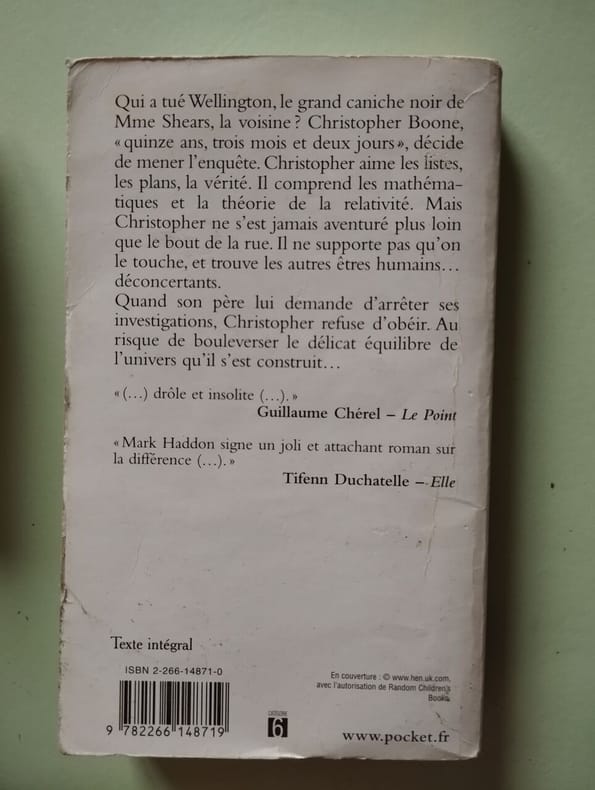 Qui a tué Wellington, le grand caniche noir de
Mme Shears, la voisine ? Christopher Boone,
« quinze ans, trois mois et deux jours », décide
de mener l'enquête. Christopher aime les listes,
les plans, la vérité. Il comprend les mathéma-
tiques et la théorie de la relativité. Mais
Christopher ne s'est jamais aventuré plus loin
que le bout de la rue. Il ne supporte pas qu'on
le touche, et trouve les autres êtres humains…
déconcertants.
Quand son père lui demande d'arrêter ses
investigations, Christopher refuse d'obéir. Au
risque de bouleverser le délicat équilibre de
l'univers qu'il s'est construit…
« (…) drôle et insolite (…). »
Guillaume Chérel – Le Point
« Mark Haddon signe un joli et attachant roman sur
la différence (…). »
Tifenn Duchatelle – Elle
Texte intégral
ISBN 2-266-14871-0
9 782266 148719
CATÉGORIE
6
En couverture : © www.hen.uk.com,
avec l'autorisation de Random Children's
Books.
www.pocket.fr